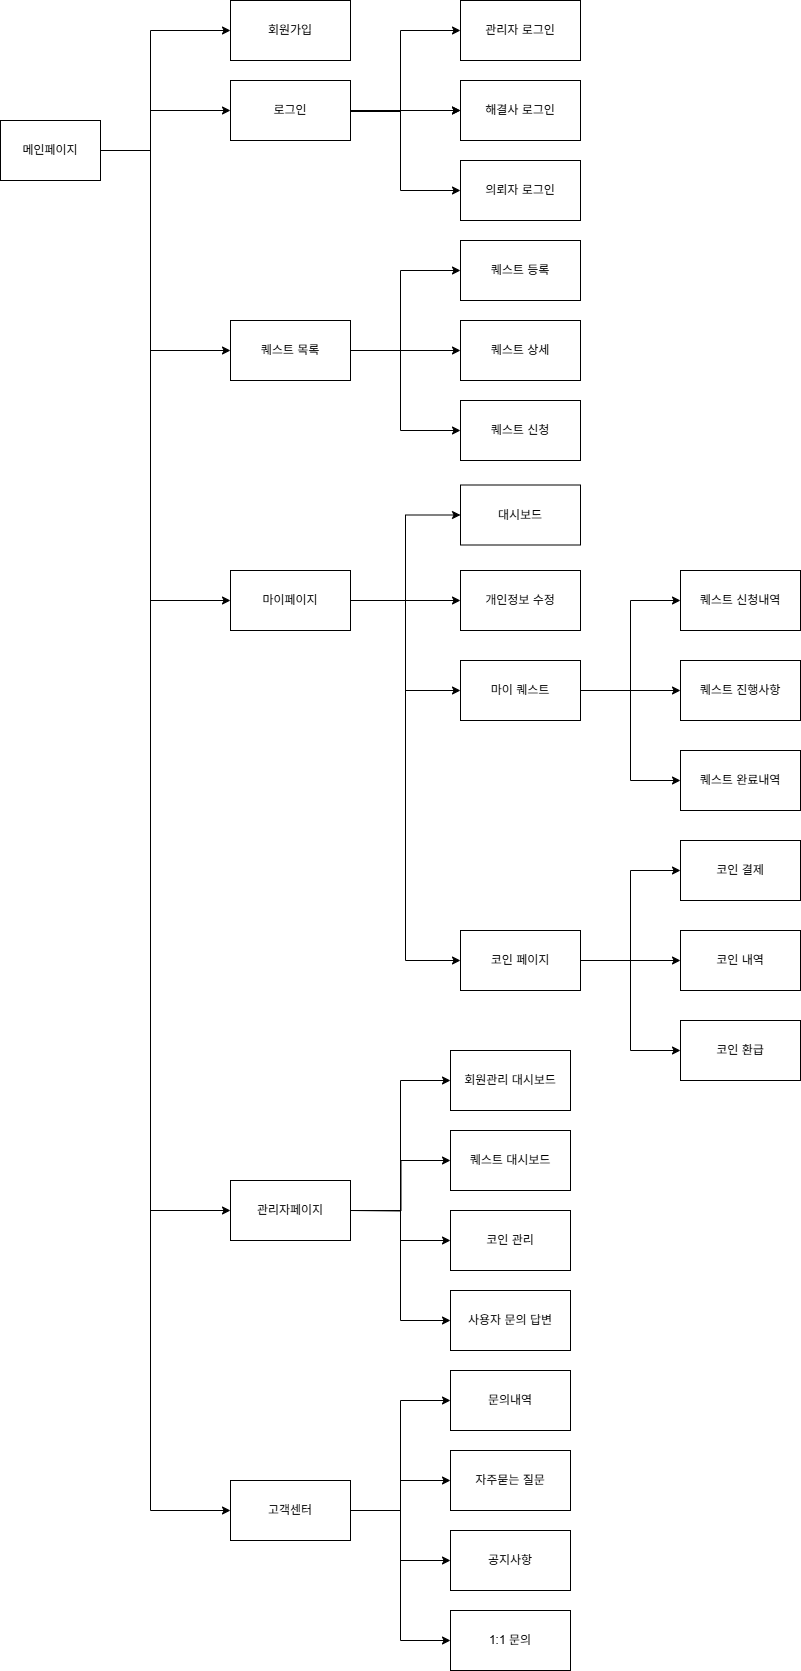 메인페이지
회원가입
로그인
관리자 로그인
해결사 로그인
의뢰자 로그인
퀘스트 목록
퀘스트 등록
퀘스트 상세
퀘스트 신청
마이페이지
대시보드
개인정보 수정
마이 퀘스트
퀘스트 신청내역
퀘스트 진행사항
퀘스트 완료내역
코인 페이지
코인 결제
코인 내역
코인 환급
관리자페이지
회원관리 대시보드
퀘스트 대시보드
코인 관리
사용자 문의 답변
고객센터
문의내역
자주묻는 질문
공지사항
1:1 문의